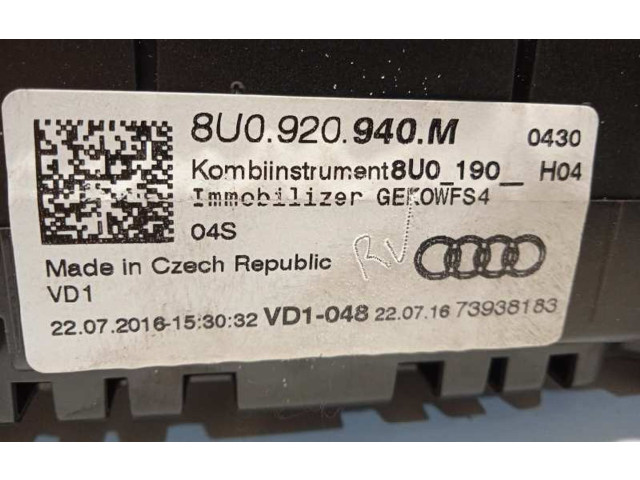 8U0.920.940.M 0430
Kombiinstrument8U0_190__ H04
Immobilizer GEKOWFS4
04S
RV
Made in Czech Republic
VD1
22.07.2016-15:30:32 VD1-048 22.07.16 73938183